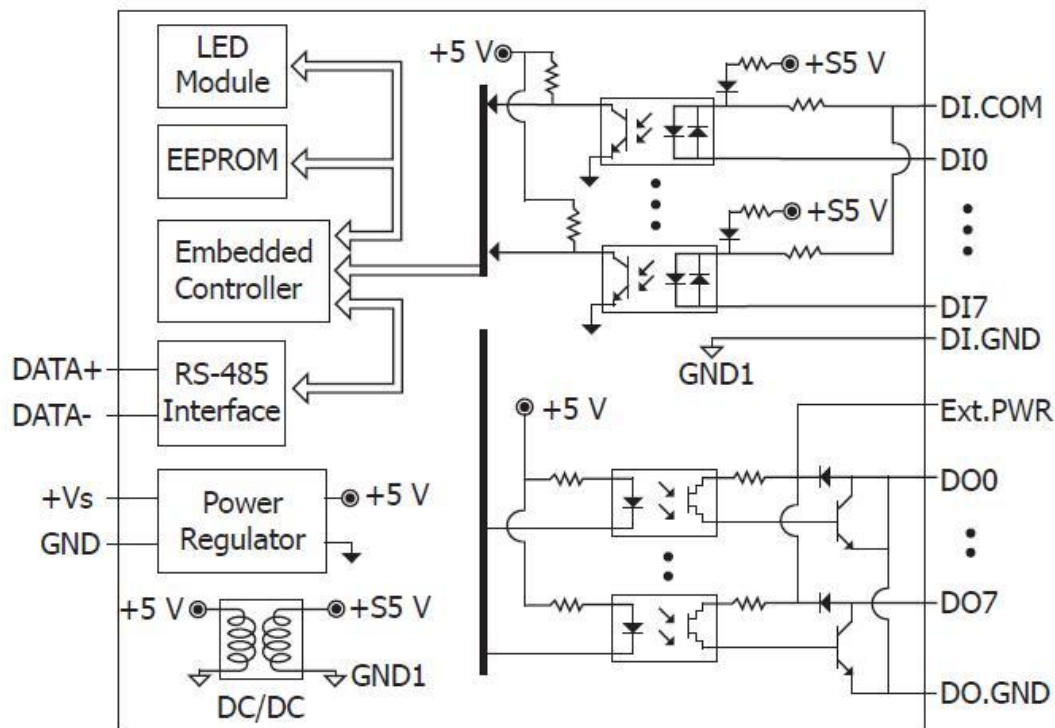 LED
Module
EEPROM
Embedded
Controller
RS-485
Interface
DATA+
DATA-
+Vs
GND
Power
Regulator
+5 V
+5 V
+S5 V
GND1
DC/DC
+5 V
+S5 V
DI.COM
DI0
+S5 V
DI7
DI.GND
GND1
+5 V
Ext.PWR
DO0
DO7
DO.GND